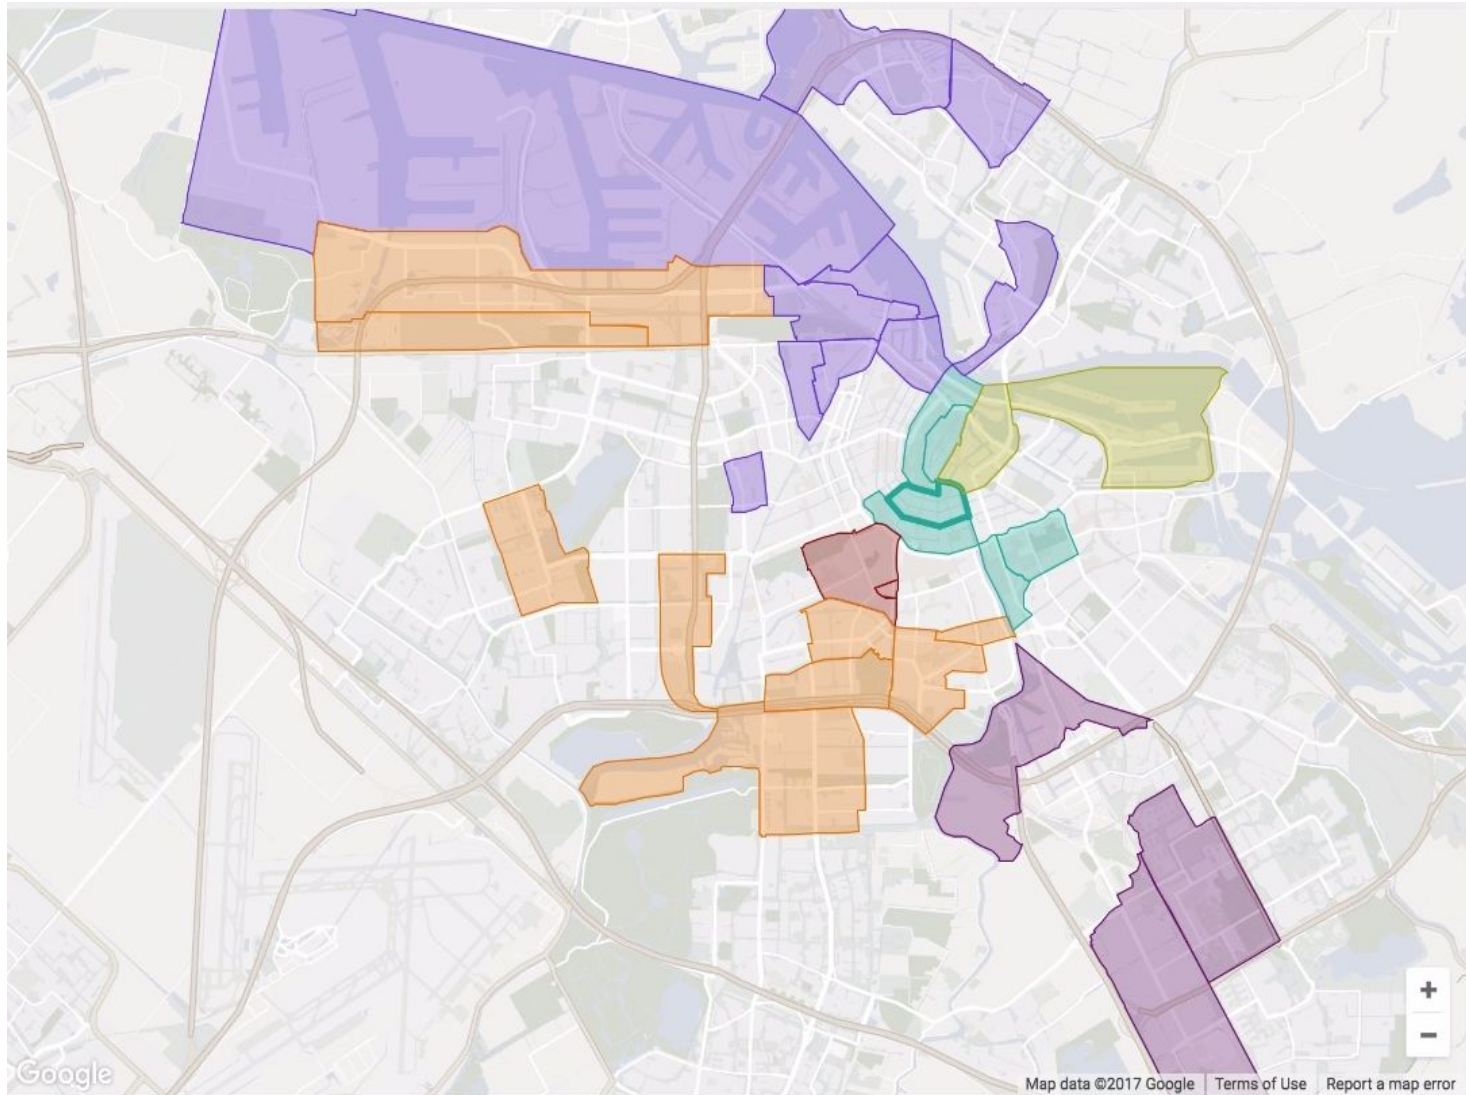 +
−
Google
Map data ©2017 Google
Terms of Use
Report a map error